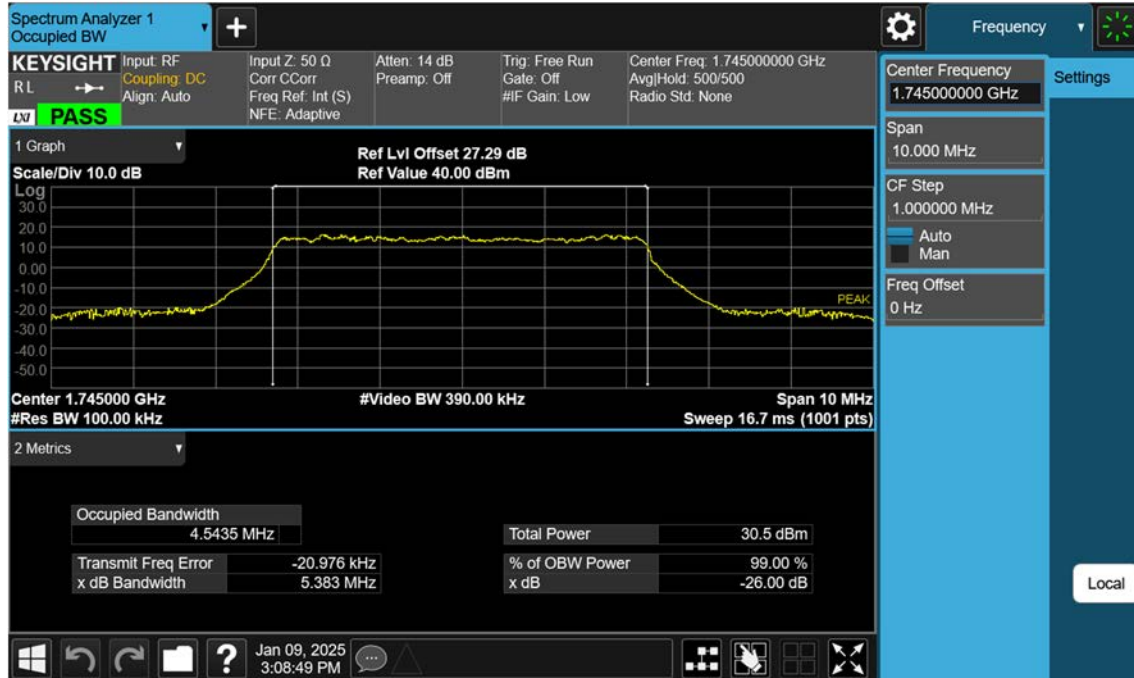 Spectrum Analyzer 1
Occupied BW
+
Frequency
KEYSIGHT
R L
LXI PASS
Input: RF
Coupling: DC
Align: Auto
Input Z: 50 Ω
Corr CCorr
Freq Ref: Int (S)
NFE: Adaptive
Atten: 14 dB
Preamp: Off
Trig: Free Run
Gate: Off
#IF Gain: Low
Center Freq: 1.745000000 GHz
Avg|Hold: 500/500
Radio Std: None
1 Graph
Scale/Div 10.0 dB
Ref Lvl Offset 27.29 dB
Ref Value 40.00 dBm
Log
30.0
20.0
10.0
0.00
-10.0
-20.0
-30.0
-40.0
-50.0
PEAK
Center 1.745000 GHz
#Video BW 390.00 kHz
Span 10 MHz
#Res BW 100.00 kHz
Sweep 16.7 ms (1001 pts)
2 Metrics
Occupied Bandwidth
4.5435 MHz
Total Power 30.5 dBm
Transmit Freq Error -20.976 kHz
% of OBW Power 99.00 %
x dB Bandwidth 5.383 MHz
x dB -26.00 dB
Center Frequency
1.745000000 GHz
Settings
Span
10.000 MHz
CF Step
1.000000 MHz
Auto
Man
Freq Offset
0 Hz
Local
?
Jan 09, 2025
3:08:49 PM